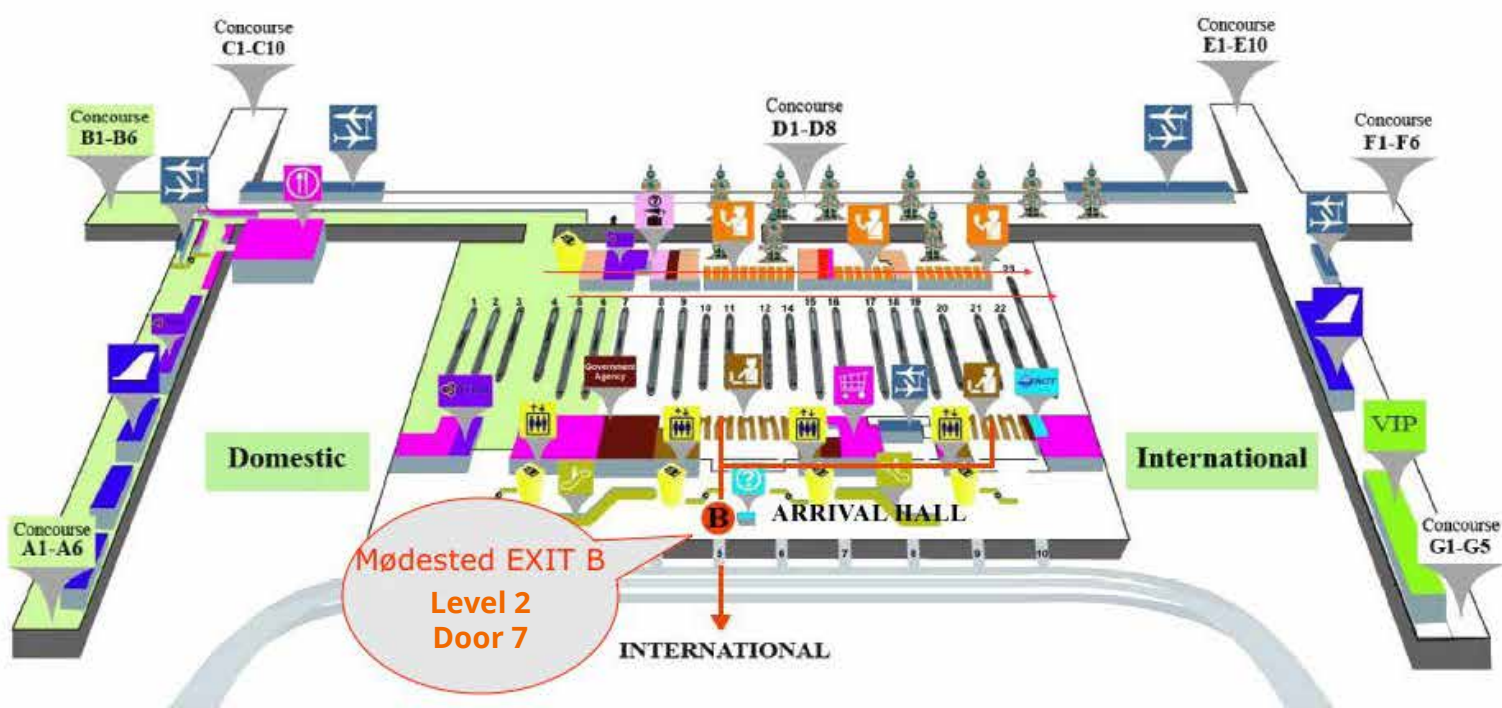 Concourse
C1-C10
Concourse
E1-E10
Concourse
B1-B6
Concourse
D1-D8
Concourse
F1-F6
23
1
2
3
4
5
6
7
8
9
10
11
12
14
15
16
17
18
19
20
21
22
Government
Agency
VIP
Domestic
International
B
ARRIVAL HALL
Concourse
A1-A6
Concourse
G1-G5
5
6
7
8
9
10
Mødested EXIT B
Level 2
Door 7
INTERNATIONAL